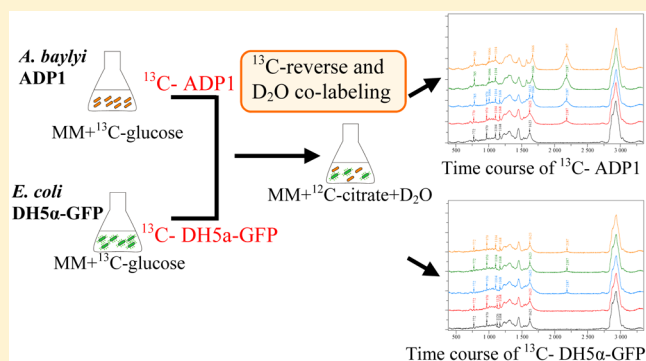 A. baylyi
ADP1
¹³C- ADP1
MM+¹³C-glucose
E. coli
DH5α-GFP
¹³C- DH5a-GFP
MM+¹³C-glucose
¹³C-reverse and
D₂O co-labeling
MM+¹²C-citrate+D₂O
500 1 000 1 500 2 000 2 500 3 000
Time course of ¹³C- ADP1
500 1 000 1 500 2 000 2 500 3 000
Time course of ¹³C- DH5α-GFP